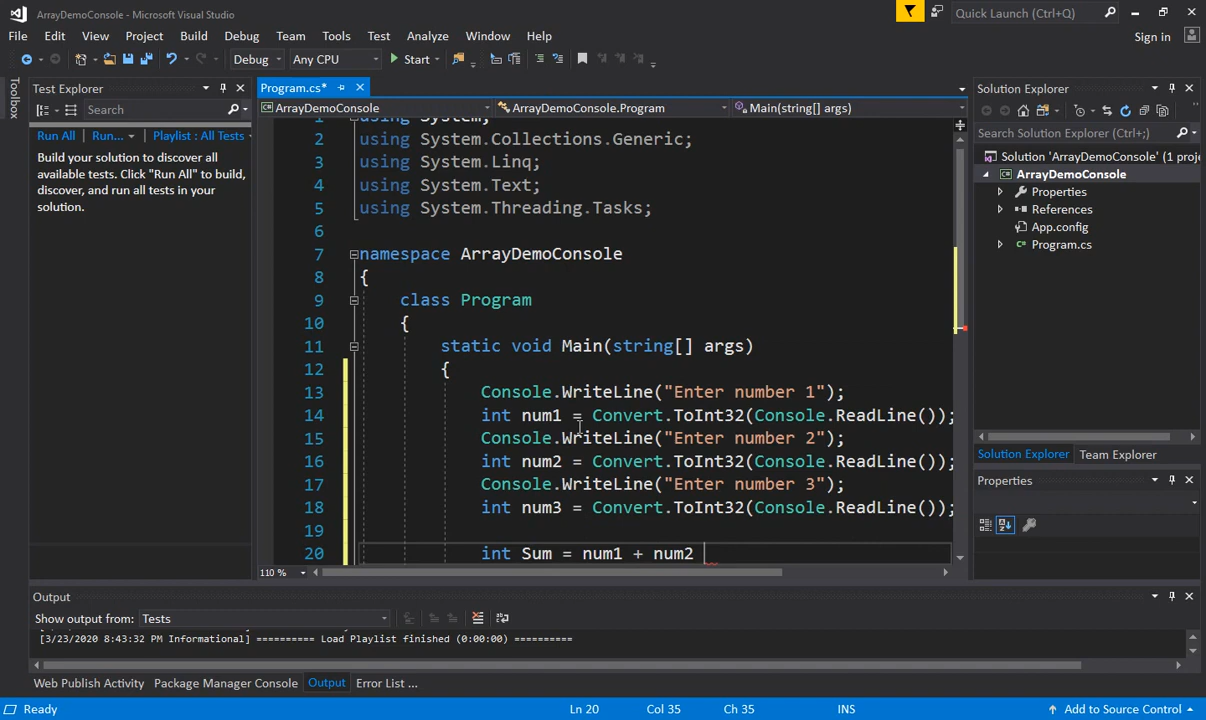 ArrayDemoConsole - Microsoft Visual Studio
Quick Launch (Ctrl+;)
File Edit View Project Build Debug Team Tools Test Analyze Window Help
Sign in
Debug Any CPU Start
Toolbox
Test Explorer
Search
Run All Run... Playlist : All Tests
Build your solution to discover all
available tests. Click "Run All" to build,
discover, and run all tests in your
solution.
Program.cs*
ArrayDemoConsole ArrayDemoConsole.Program Main(string[] args)
1 using System;
2 using System.Collections.Generic;
3 using System.Linq;
4 using System.Text;
5 using System.Threading.Tasks;
6
7 namespace ArrayDemoConsole
8 {
9 class Program
10 {
11 static void Main(string[] args)
12 {
13 Console.WriteLine("Enter number 1");
14 int num1 = Convert.ToInt32(Console.ReadLine());
15 Console.WriteLine("Enter number 2");
16 int num2 = Convert.ToInt32(Console.ReadLine());
17 Console.WriteLine("Enter number 3");
18 int num3 = Convert.ToInt32(Console.ReadLine());
19
20 int Sum = num1 + num2
110 %
Solution Explorer
Search Solution Explorer (Ctrl+;)
Solution 'ArrayDemoConsole' (1 proje
ArrayDemoConsole
Properties
References
App.config
Program.cs
Solution Explorer Team Explorer
Properties
Output
Show output from: Tests
[3/23/2020 8:43:32 PM Informational] ========== Load Playlist finished (0:00:00) ==========
Web Publish Activity Package Manager Console Output Error List ...
Ready Ln 20 Col 35 Ch 35 INS Add to Source Control